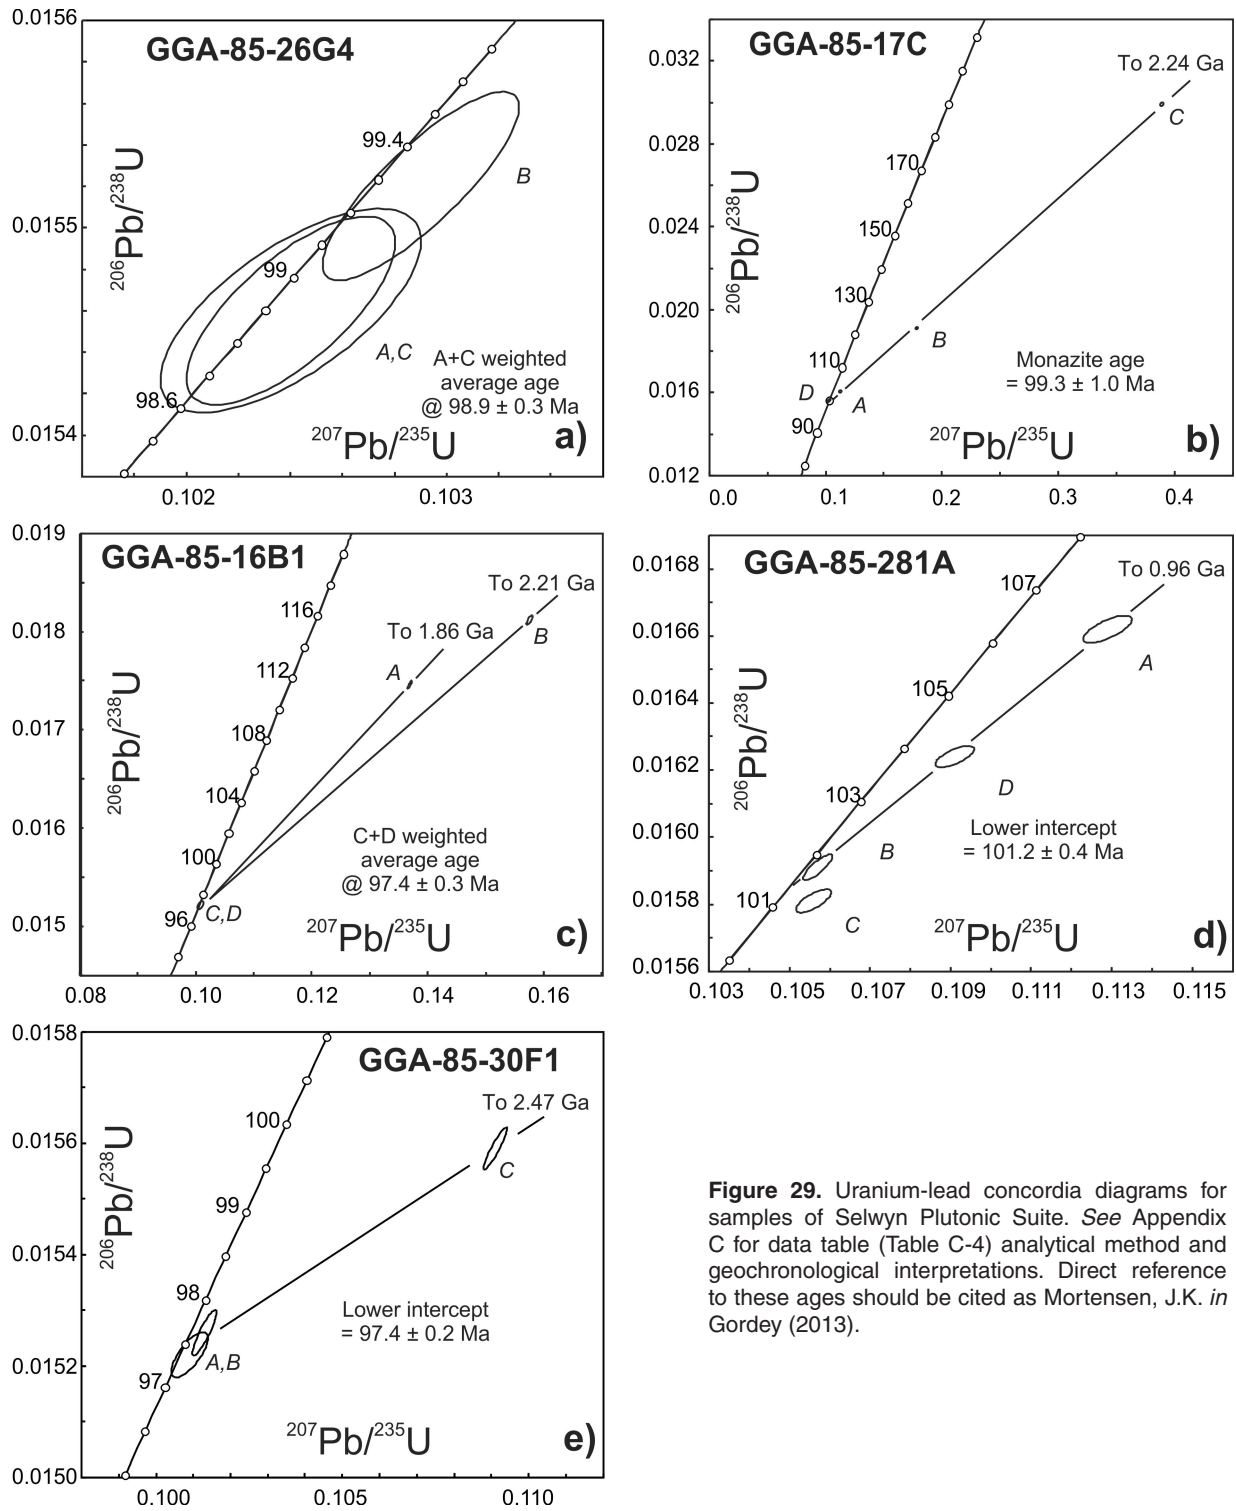 GGA-85-26G4
0.0156
0.0155
0.0154
206Pb/238U
99.4
99
98.6
B
A,C
A+C weighted
average age
@ 98.9 ± 0.3 Ma
207Pb/235U
a)
0.102
0.103
GGA-85-17C
0.032
0.028
0.024
0.020
0.016
0.012
206Pb/238U
To 2.24 Ga
C
170
150
130
110
90
B
D
A
Monazite age
= 99.3 ± 1.0 Ma
207Pb/235U
b)
0.0
0.1
0.2
0.3
0.4
GGA-85-16B1
0.019
0.018
0.017
0.016
0.015
206Pb/238U
To 2.21 Ga
To 1.86 Ga
116
112
108
104
100
96
A
B
C,D
C+D weighted
average age
@ 97.4 ± 0.3 Ma
207Pb/235U
c)
0.08
0.10
0.12
0.14
0.16
GGA-85-281A
0.0168
0.0166
0.0164
0.0162
0.0160
0.0158
0.0156
206Pb/238U
107
105
103
101
To 0.96 Ga
A
D
B
C
Lower intercept
= 101.2 ± 0.4 Ma
207Pb/235U
d)
0.103
0.105
0.107
0.109
0.111
0.113
0.115
GGA-85-30F1
0.0158
0.0156
0.0154
0.0152
0.0150
206Pb/238U
100
99
98
97
To 2.47 Ga
C
A,B
Lower intercept
= 97.4 ± 0.2 Ma
207Pb/235U
e)
0.100
0.105
0.110
Figure 29. Uranium-lead concordia diagrams for
samples of Selwyn Plutonic Suite. See Appendix
C for data table (Table C-4) analytical method and
geochronological interpretations. Direct reference
to these ages should be cited as Mortensen, J.K. in
Gordey (2013).